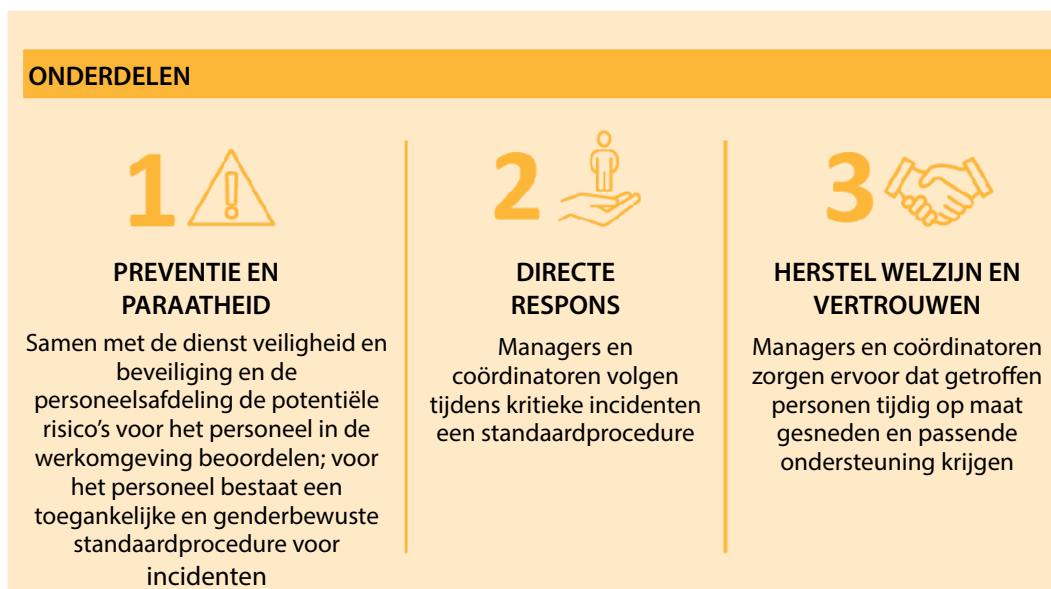 ONDERDELEN
1
PREVENTIE EN
PARAATHEID
Samen met de dienst veiligheid en
beveiliging en de
personeelsafdeling de potentiële
risico's voor het personeel in de
werkomgeving beoordelen; voor
het personeel bestaat een
toegankelijke en genderbewuste
standaardprocedure voor
incidenten
2
DIRECTE
RESPONS
Managers en
coördinatoren volgen
tijdens kritieke incidenten
een standaardprocedure
3
HERSTEL WELZIJN EN
VERTROUWEN
Managers en coördinatoren
zorgen ervoor dat getroffen
personen tijdig op maat
gesneden en passende
ondersteuning krijgen